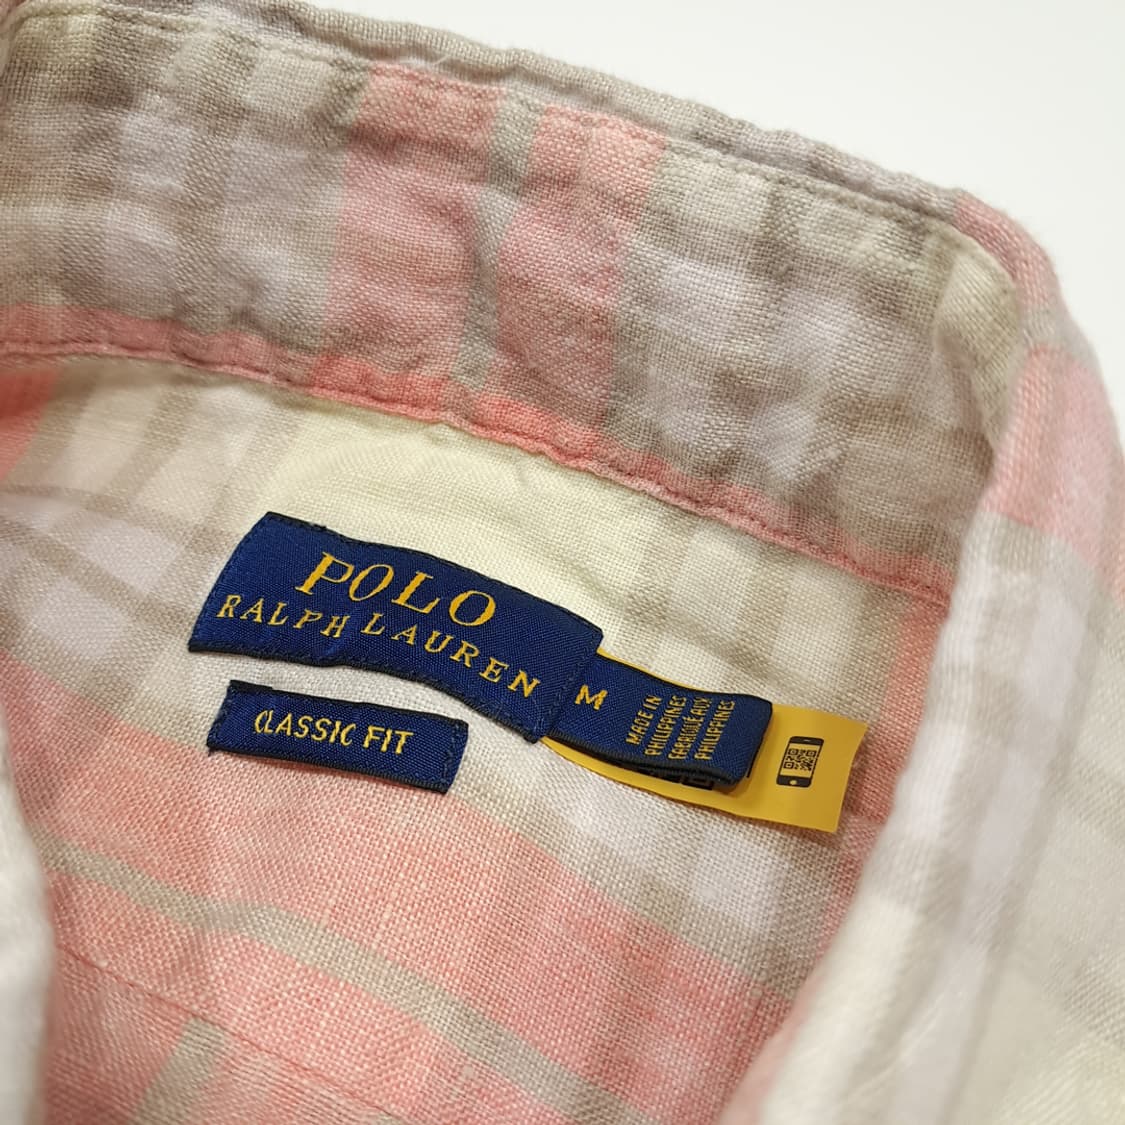 POLO
RALPH LAUREN
M
MADE IN
PHILIPPINES
FABRIQUÉ AUX
PHILIPPINES
CLASSIC FIT